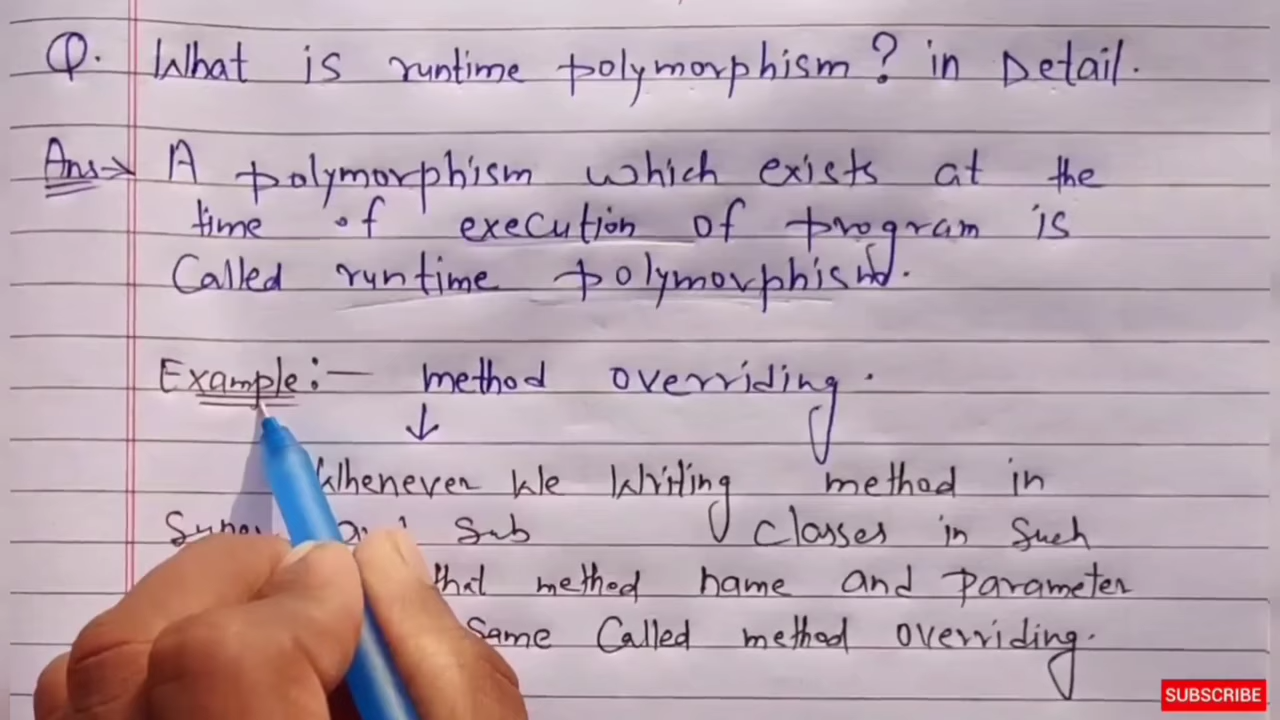 Q. What is runtime polymorphism? in Detail.
Ans→ A polymorphism which exists at the
time of execution of program is
Called runtime polymorphism.
Example:— method overriding.
↓
Whenever We Writing method in
Sub classes in Such
that method name and parameter
Same Called method overriding.
SUBSCRIBE